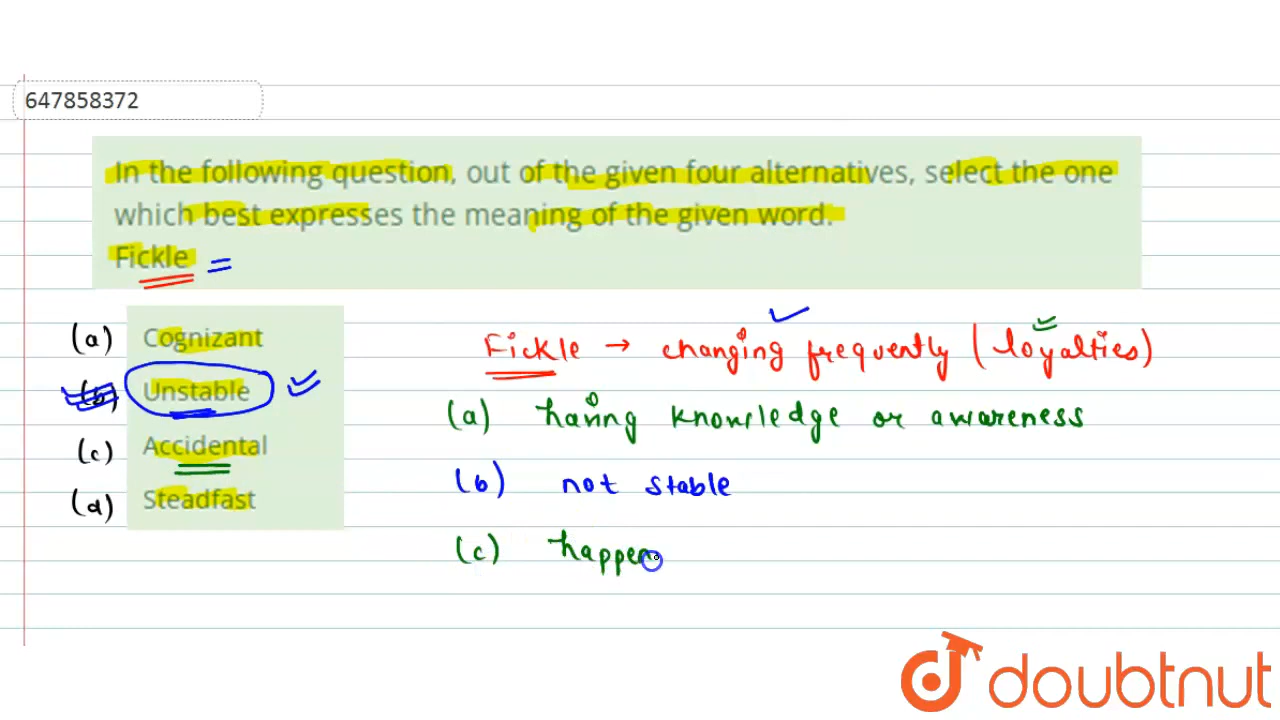 647858372
In the following question, out of the given four alternatives, select the one
which best expresses the meaning of the given word.
Fickle =
(a) Cognizant
(b) Unstable
(c) Accidental
(d) Steadfast
Fickle → changing frequently (loyalties)
(a) having knowledge or awareness
(b) not stable
(c) happen
doubtnut